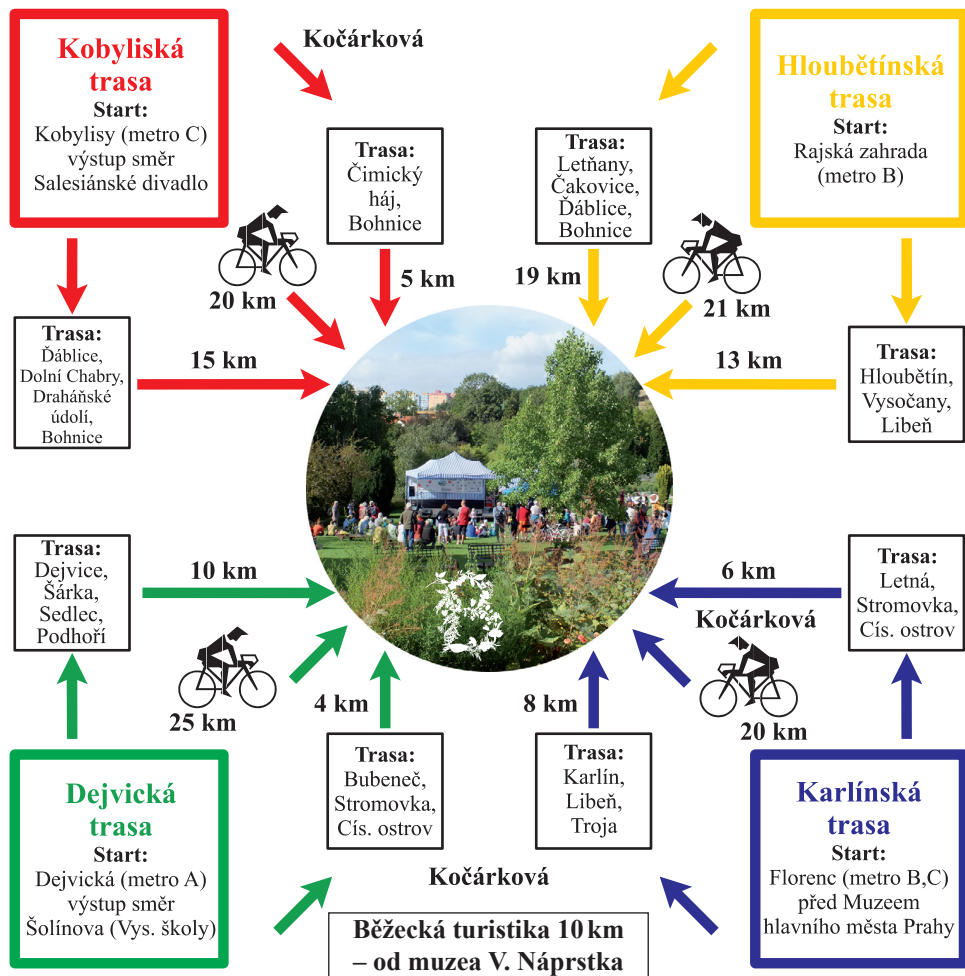 Kobyliská
trasa
Start:
Kobylisy (metro C)
výstup směr
Salesiánské divadlo
Kočárková
Hloubětínská
trasa
Start:
Rajská zahrada
(metro B)
Trasa:
Čimický
háj,
Bohnice
Trasa:
Letňany,
Čakovice,
Ďáblice,
Bohnice
20 km
5 km
19 km
21 km
Trasa:
Ďáblice,
Dolní Chabry,
Draháňské
údolí,
Bohnice
15 km
13 km
Trasa:
Hloubětín,
Vysočany,
Libeň
Trasa:
Dejvice,
Šárka,
Sedlec,
Podhoří
10 km
6 km
Trasa:
Letná,
Stromovka,
Cís. ostrov
Kočárková
25 km
4 km
8 km
20 km
Dejvická
trasa
Start:
Dejvická (metro A)
výstup směr
Šolínova (Vys. školy)
Trasa:
Bubeneč,
Stromovka,
Cís. ostrov
Trasa:
Karlín,
Libeň,
Troja
Karlínská
trasa
Start:
Florenc (metro B,C)
před Muzeem
hlavního města Prahy
Kočárková
Běžecká turistika 10 km
– od muzea V. Náprstka